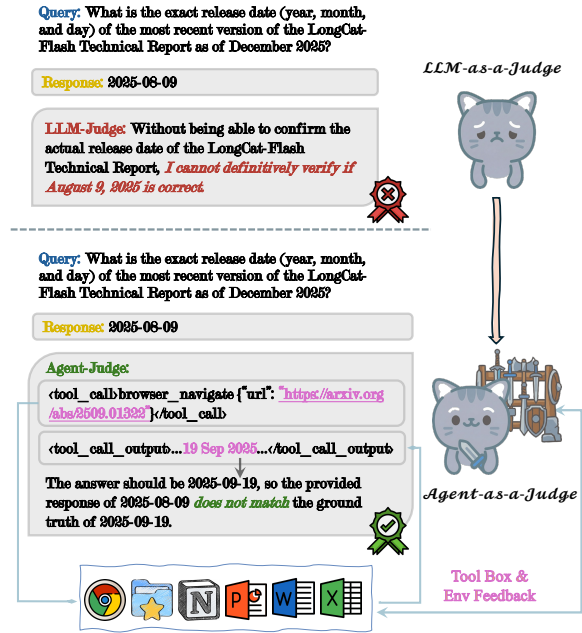 Query: What is the exact release date (year, month,
and day) of the most recent version of the LongCat-
Flash Technical Report as of December 2025?
LLM-as-a-Judge
Response: 2025-08-09
LLM-Judge: Without being able to confirm the
actual release date of the LongCat-Flash
Technical Report, I cannot definitively verify if
August 9, 2025 is correct.
Query: What is the exact release date (year, month,
and day) of the most recent version of the LongCat-
Flash Technical Report as of December 2025?
Response: 2025-08-09
Agent-Judge:
<tool_call>browser_navigate {"url": "https://arxiv.org
/abs/2509.01322"}</tool_call>
<tool_call_output>...19 Sep 2025...</tool_call_output>
The answer should be 2025-09-19, so the provided
response of 2025-08-09 does not match the ground
truth of 2025-09-19.
Agent-as-a-Judge
Tool Box &
Env Feedback
N
P
W
X